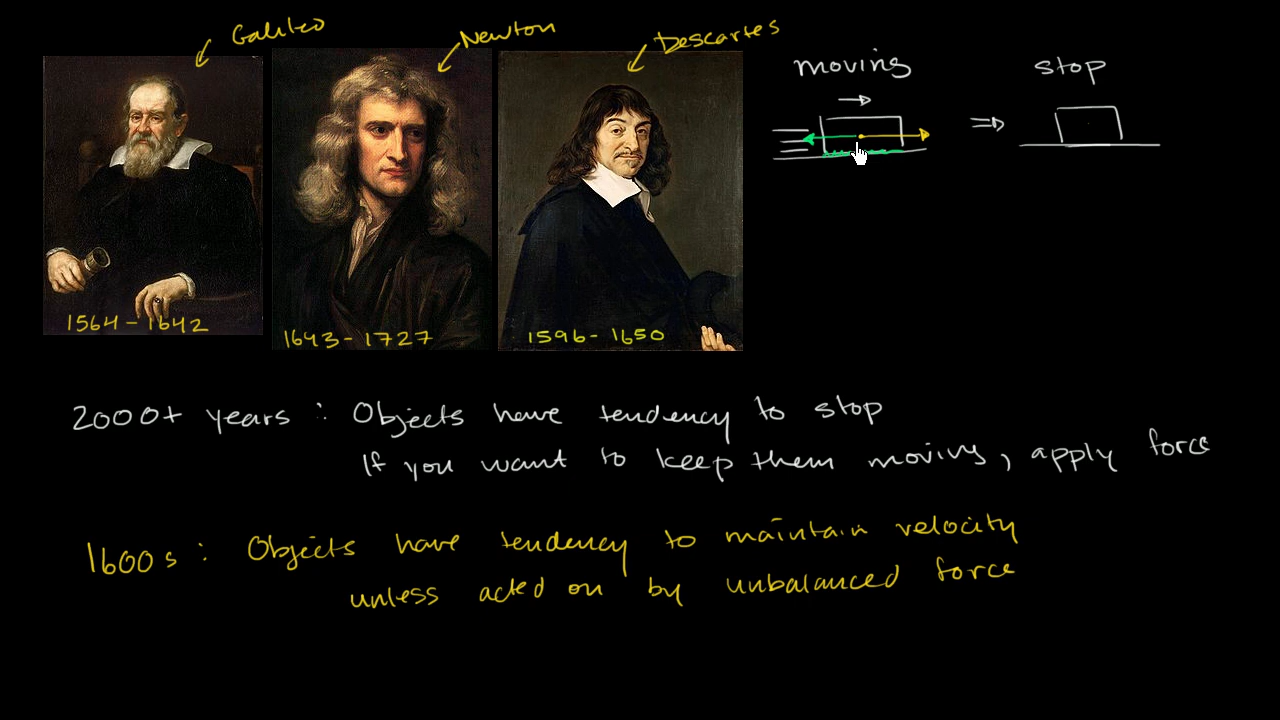 Galileo
Newton
Descartes
moving
stop
1564 - 1642
1643 - 1727
1596 - 1650
2000+ years : Objects have tendency to stop
If you want to keep them moving, apply force
1600s : Objects have tendency to maintain velocity
unless acted on by unbalanced force